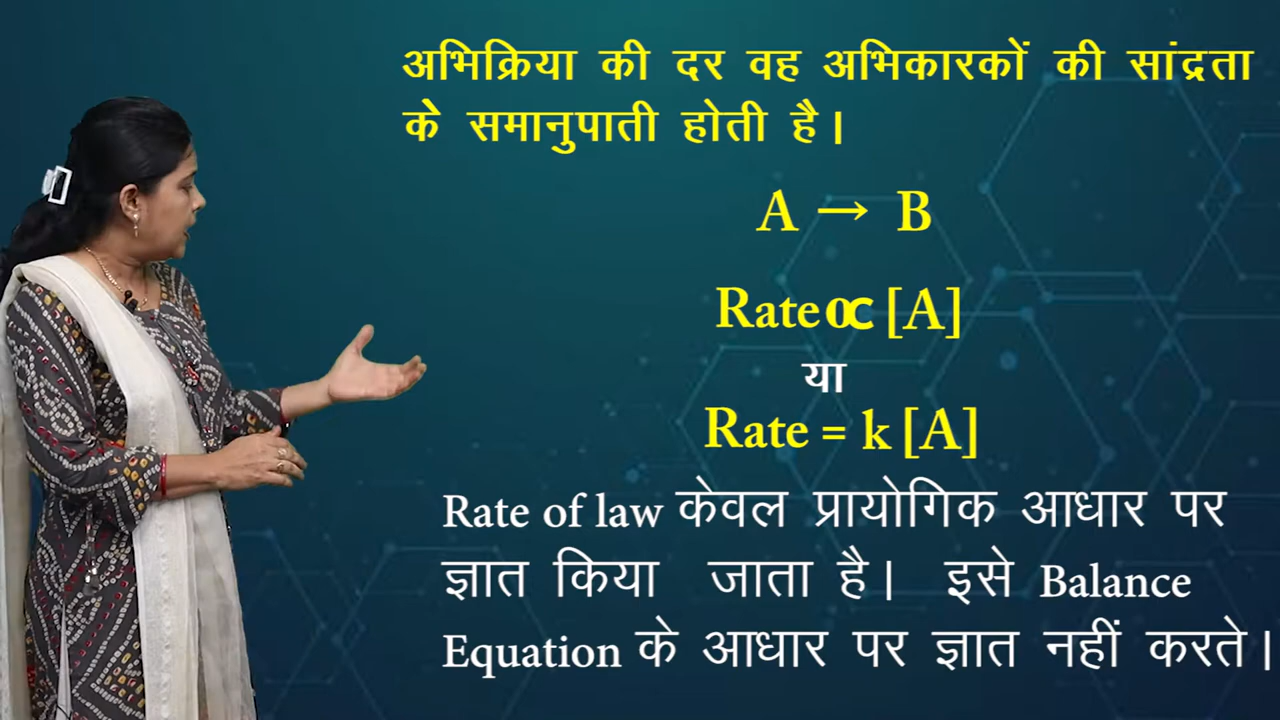 अभिक्रिया की दर वह अभिकारकों की सांद्रता
के समानुपाती होती है।
A → B
Rate ∝ [A]
या
Rate = k [A]
Rate of law केवल प्रायोगिक आधार पर
ज्ञात किया जाता है। इसे Balance
Equation के आधार पर ज्ञात नहीं करते।